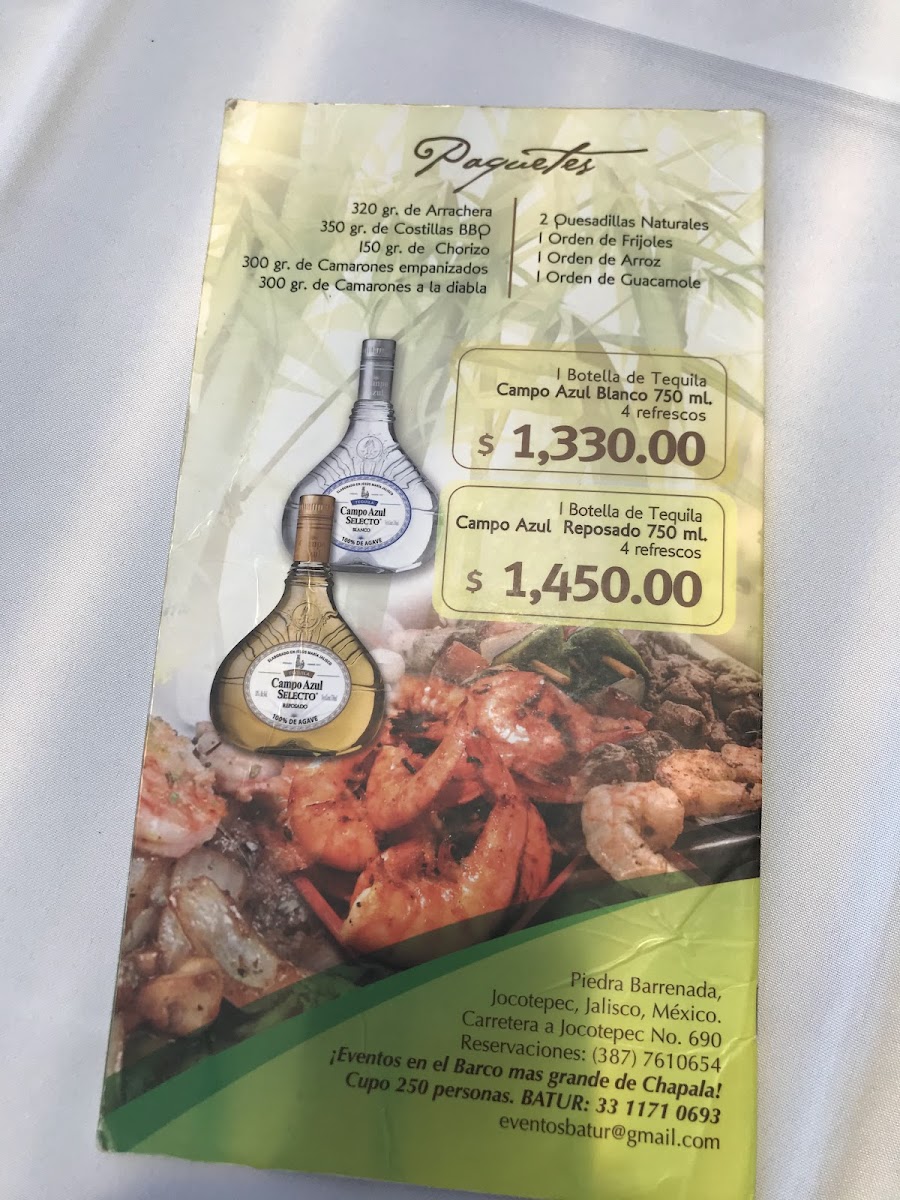 Paquetes
320 gr. de Arrachera
350 gr. de Costillas BBQ
150 gr. de Chorizo
300 gr. de Camarones empanizados
300 gr. de Camarones a la diabla
2 Quesadillas Naturales
1 Orden de Frijoles
1 Orden de Arroz
1 Orden de Guacamole
1 Botella de Tequila
Campo Azul Blanco 750 ml.
4 refrescos
$ 1,330.00
1 Botella de Tequila
Campo Azul Reposado 750 ml.
4 refrescos
$ 1,450.00
Campo Azul
SELECTO
BLANCO
100% DE AGAVE
ELABORADO EN JESÚS MARÍA JALISCO
Campo Azul
SELECTO
REPOSADO
100% DE AGAVE
Piedra Barrenada,
Jocotepec, Jalisco, México.
Carretera a Jocotepec No. 690
Reservaciones: (387) 7610654
¡Eventos en el Barco mas grande de Chapala!
Cupo 250 personas. BATUR: 33 1171 0693
eventosbatur@gmail.com